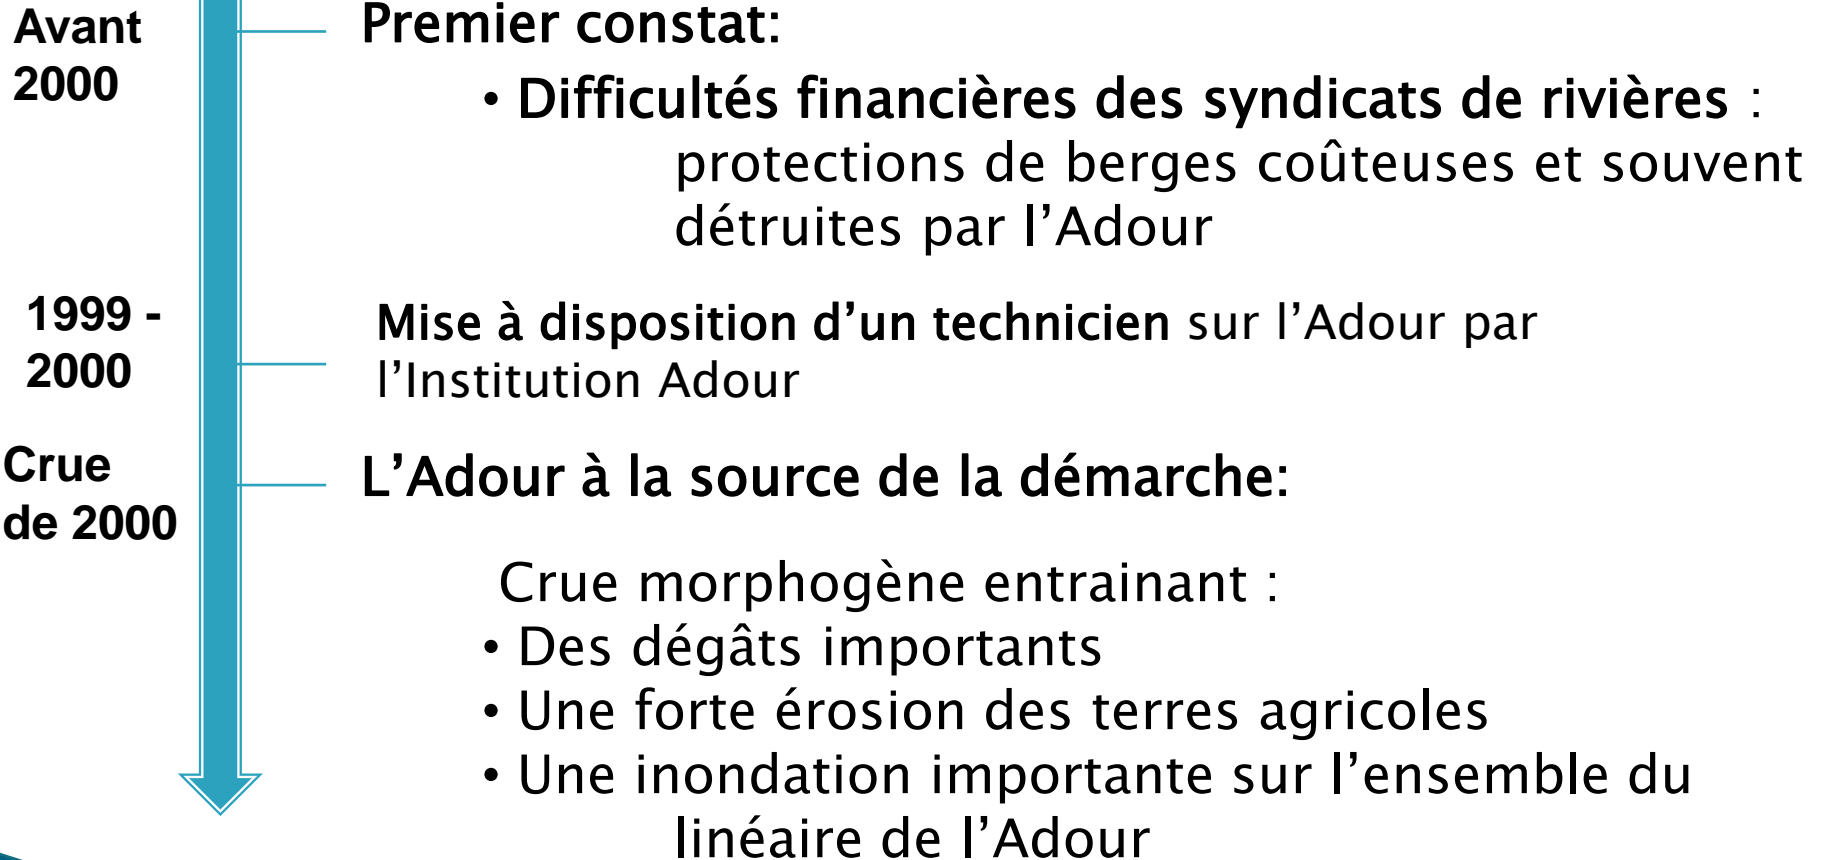 Avant
2000
Premier constat:
• Difficultés financières des syndicats de rivières :
protections de berges coûteuses et souvent
détruites par l’Adour
1999 -
2000
Mise à disposition d’un technicien sur l’Adour par
l’Institution Adour
Crue
de 2000
L’Adour à la source de la démarche:
Crue morphogène entrainant :
• Des dégâts importants
• Une forte érosion des terres agricoles
• Une inondation importante sur l’ensemble du
linéaire de l’Adour